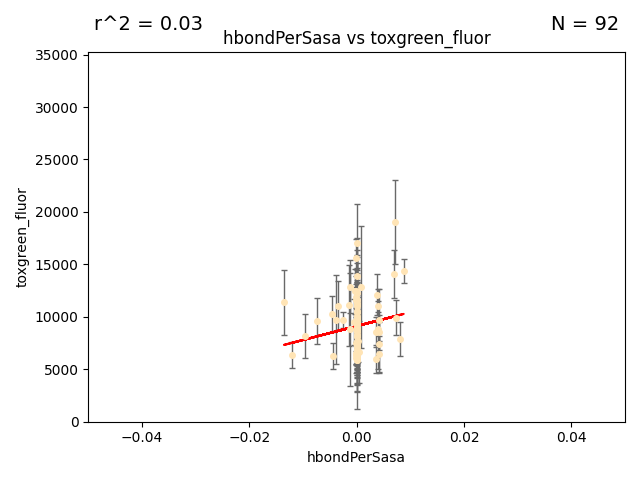 r^2 = 0.03
N = 92
hbondPerSasa vs toxgreen_fluor
35000
30000
25000
20000
15000
10000
5000
0
toxgreen_fluor
−0.04
−0.02
0.00
0.02
0.04
hbondPerSasa